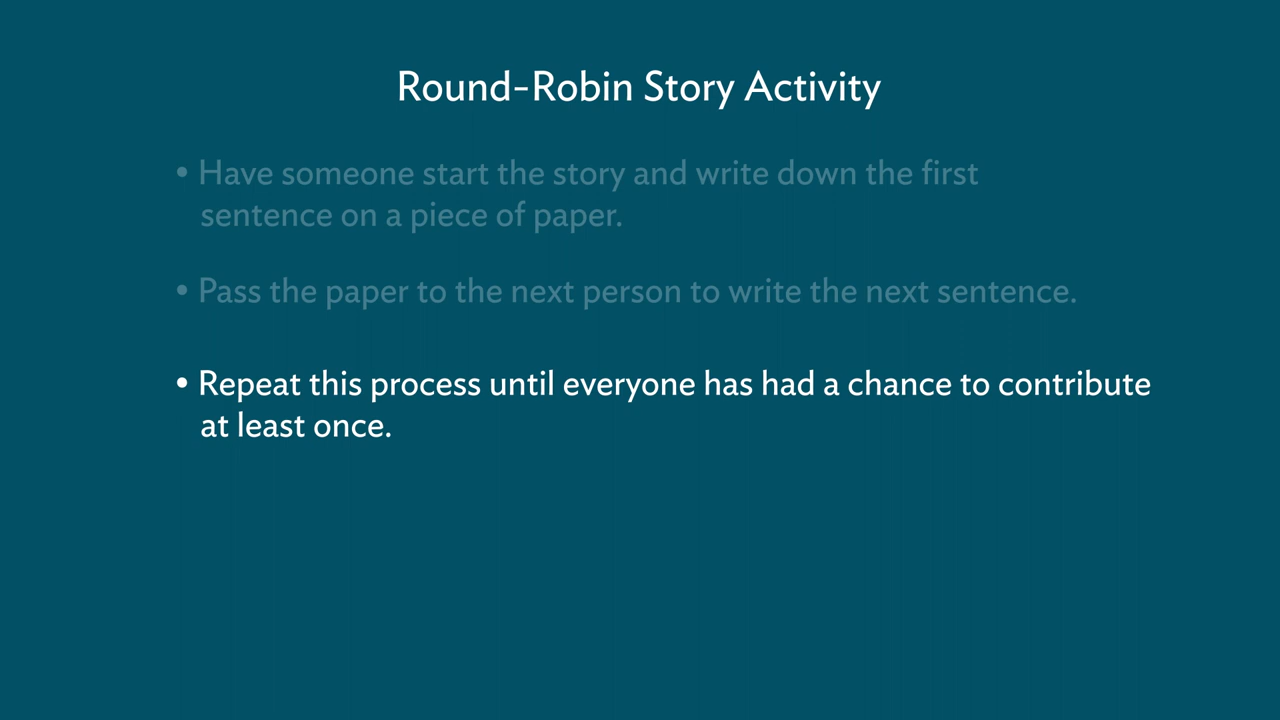 Round-Robin Story Activity
• Have someone start the story and write down the first
sentence on a piece of paper.
• Pass the paper to the next person to write the next sentence.
• Repeat this process until everyone has had a chance to contribute
at least once.